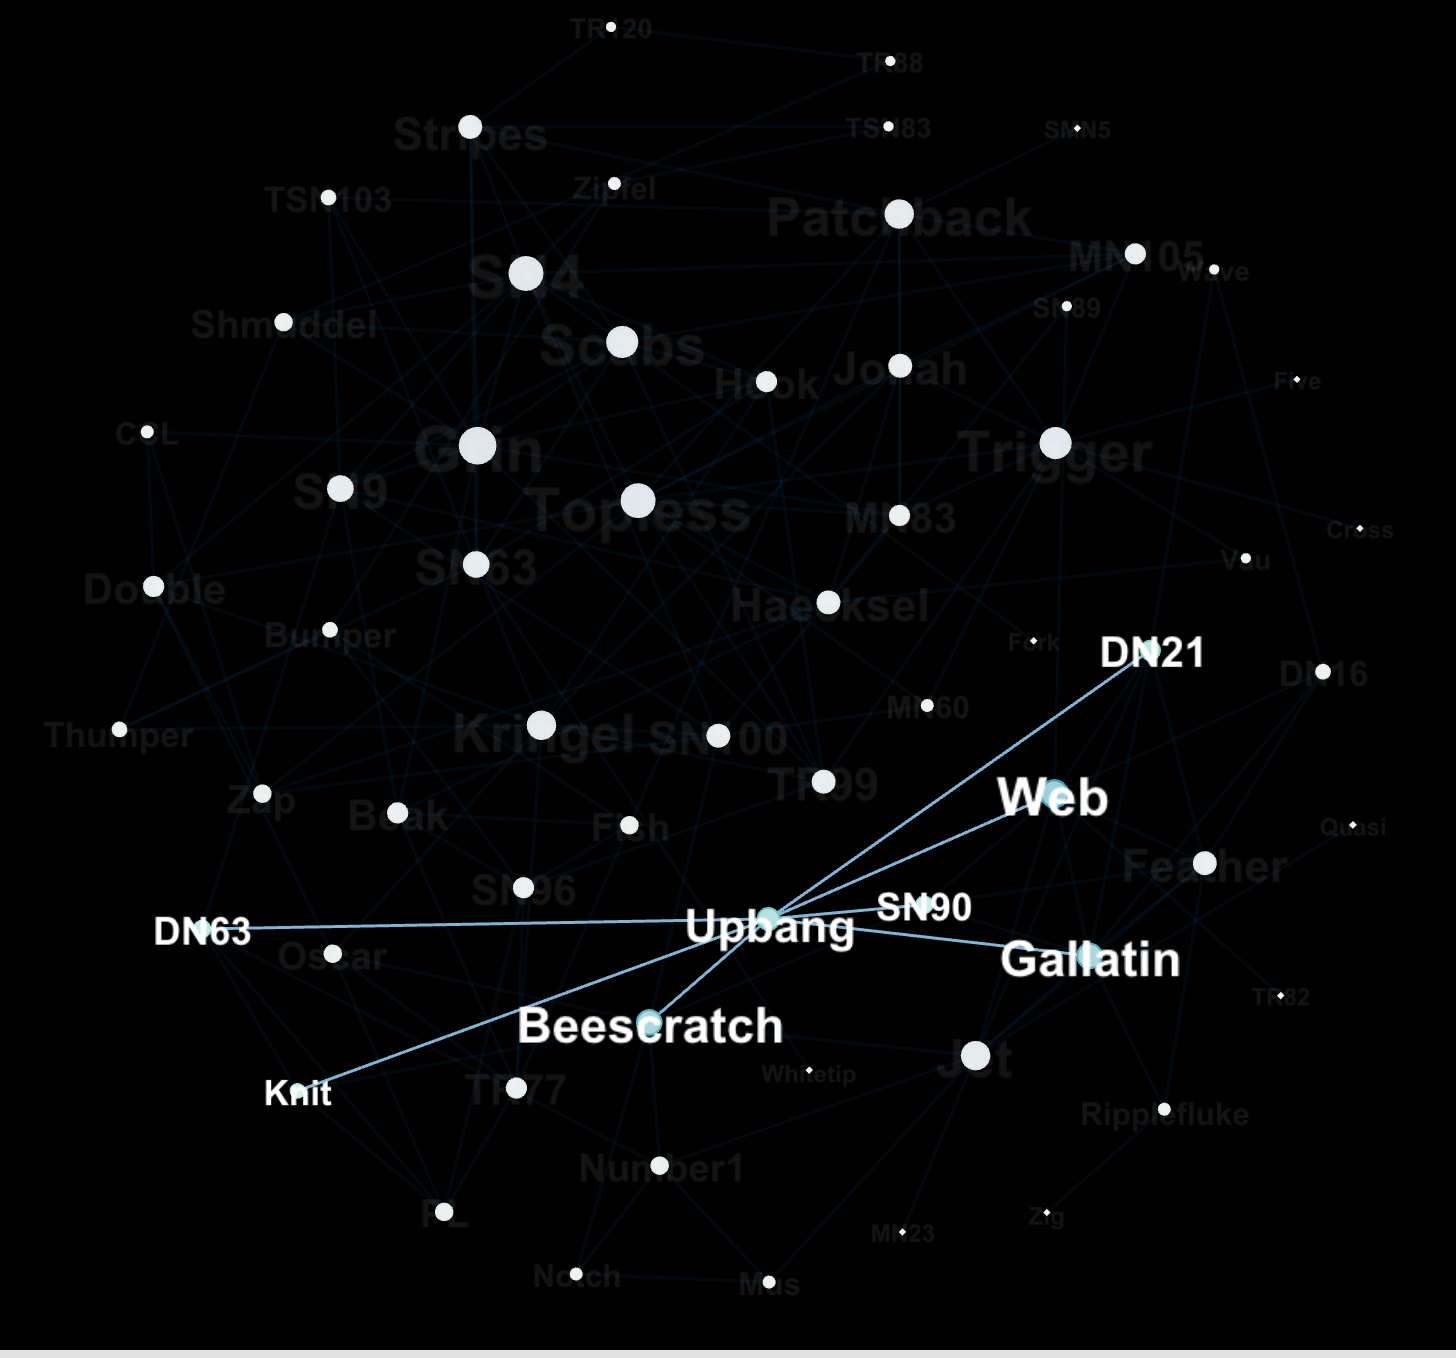 TR120
TR88
Stripes
TSN83
SMN5
Zipfel
TSN103
Patchback
MN105
Wave
SN4
SN89
Shmuddel
Scabs
Jonah
Hook
Five
CCL
Grin
Trigger
SN9
Topless
MN83
Cross
Vau
SN63
Double
Haecksel
Bumper
Fork
DN21
DN16
MN60
Thumper
Kringel
SN100
TR99
Web
Zap
Beak
Fish
Quasi
Feather
SN96
SN90
Upbang
DN63
Oscar
Gallatin
TR82
Beescratch
Jet
Whitetip
Knit
TR77
Ripplefluke
Number1
PL
Zig
MN23
Notch
Mus